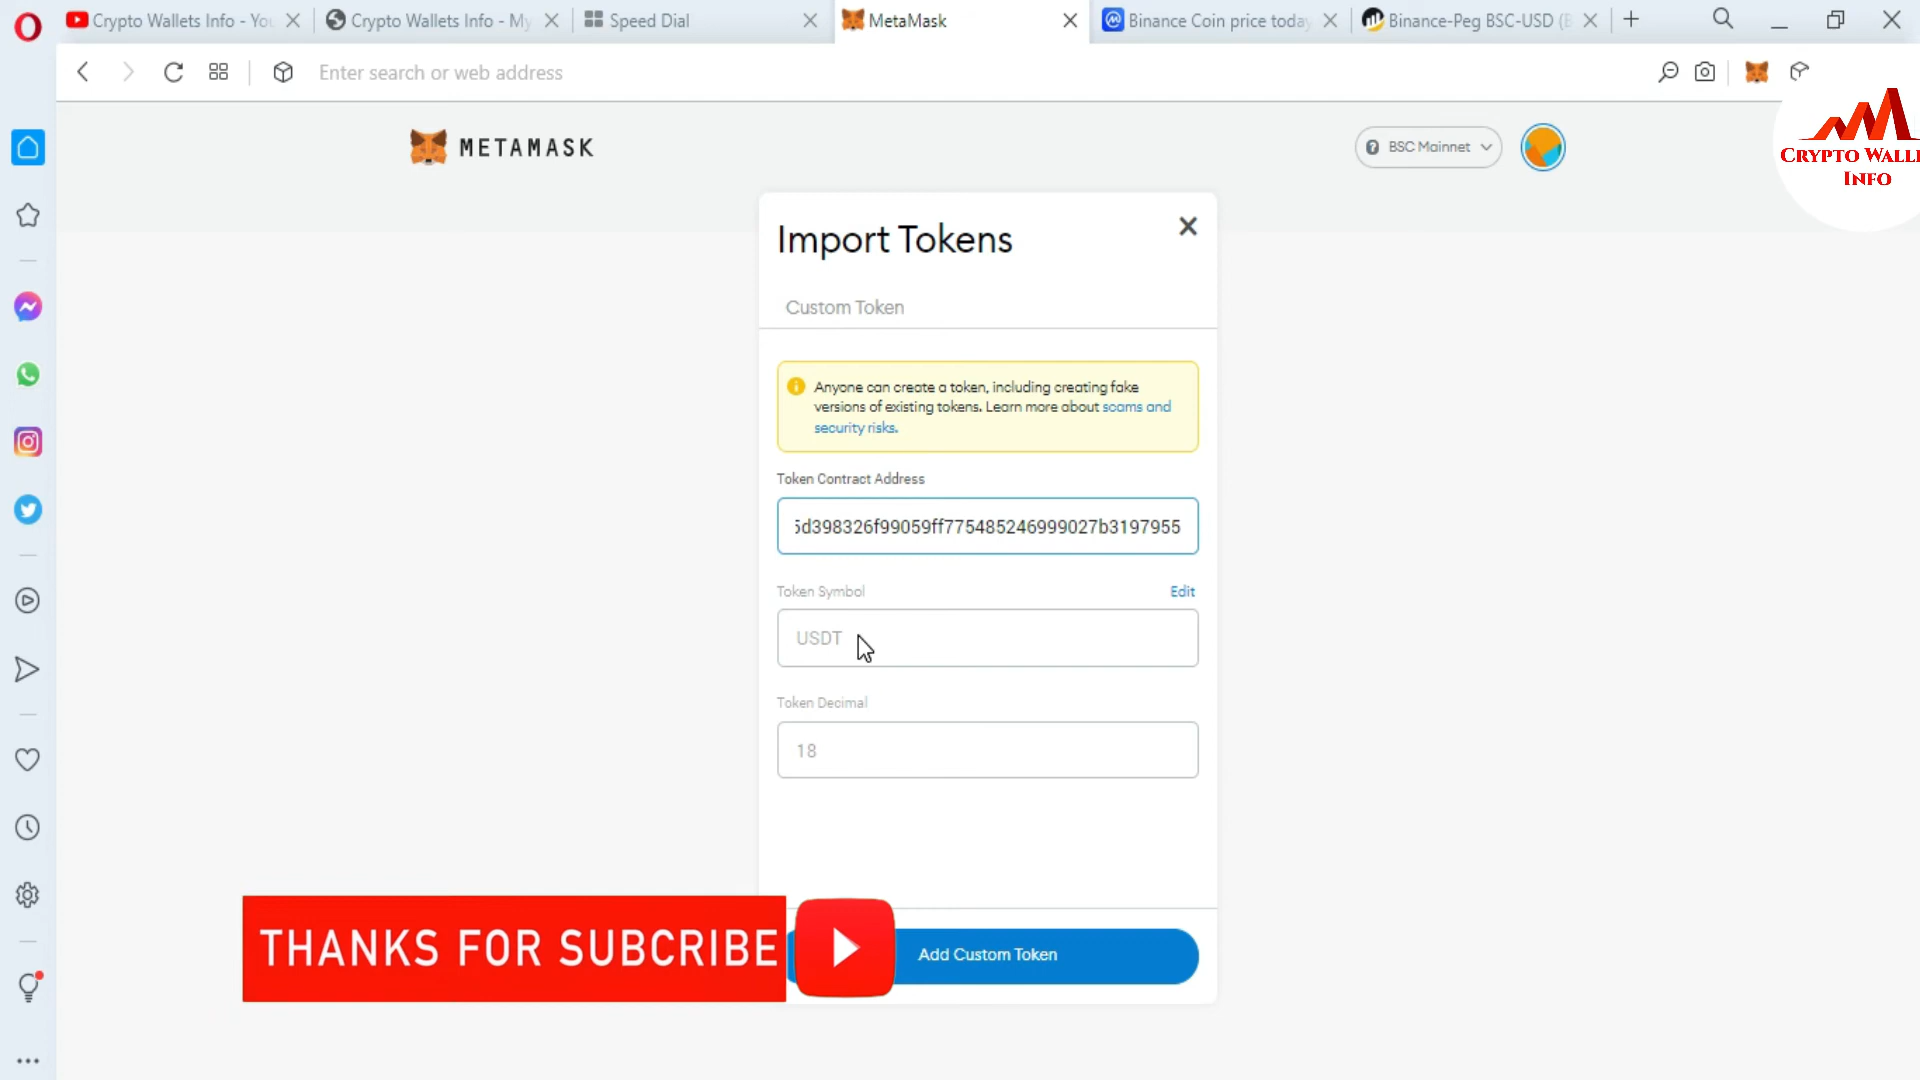 Crypto Wallets Info - You
Crypto Wallets Info - My
Speed Dial
MetaMask
Binance Coin price today
Binance-Peg BSC-USD (B
Enter search or web address
METAMASK
BSC Mainnet
CRYPTO WALLE
INFO
Import Tokens
Custom Token
Anyone can create a token, including creating fake
versions of existing tokens. Learn more about scams and
security risks.
Token Contract Address
5d398326f99059ff775485246999027b3197955
Token Symbol
Edit
USDT
Token Decimal
18
THANKS FOR SUBCRIBE
Add Custom Token